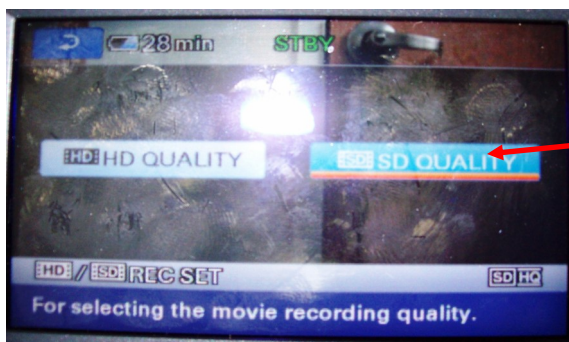 28min STBY
HD HD QUALITY SD SD QUALITY
HD / SD REC SET SD HQ
For selecting the movie recording quality.